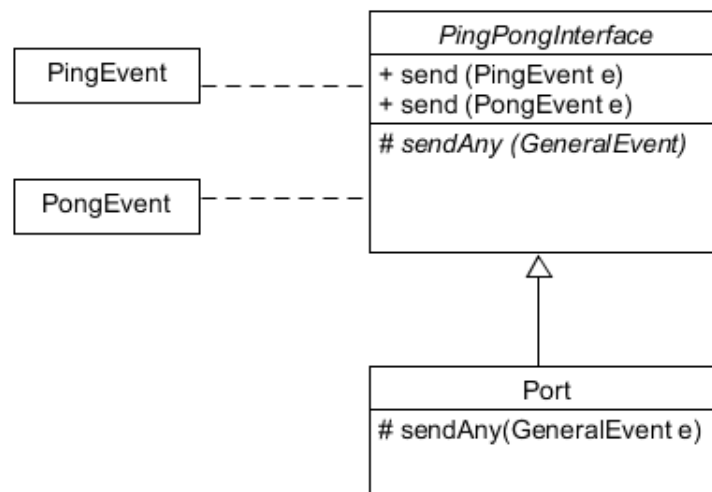 PingPongInterface
PingEvent
+ send (PingEvent e)
+ send (PongEvent e)
# sendAny (GeneralEvent)
PongEvent
Port
# sendAny(GeneralEvent e)